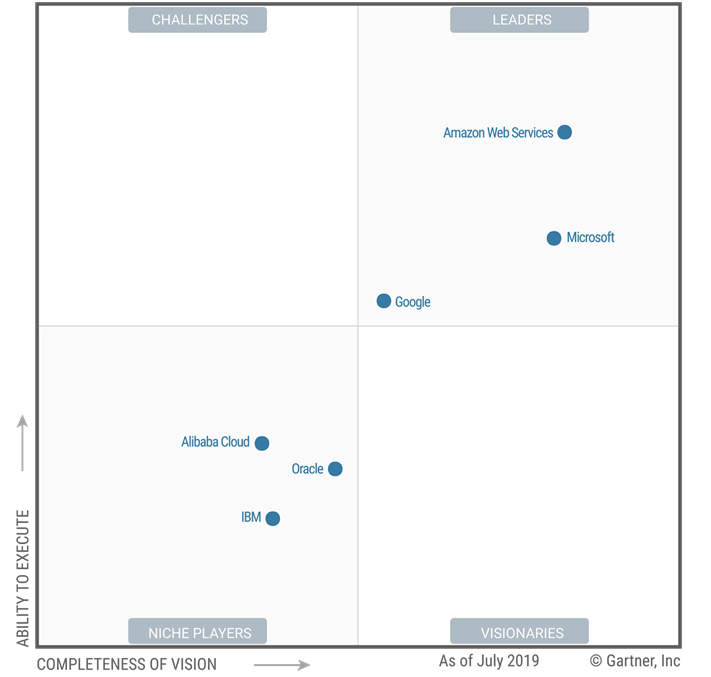 CHALLENGERS
LEADERS
Amazon Web Services
Microsoft
Google
Alibaba Cloud
Oracle
IBM
ABILITY TO EXECUTE
NICHE PLAYERS
VISIONARIES
COMPLETENESS OF VISION
As of July 2019
© Gartner, Inc